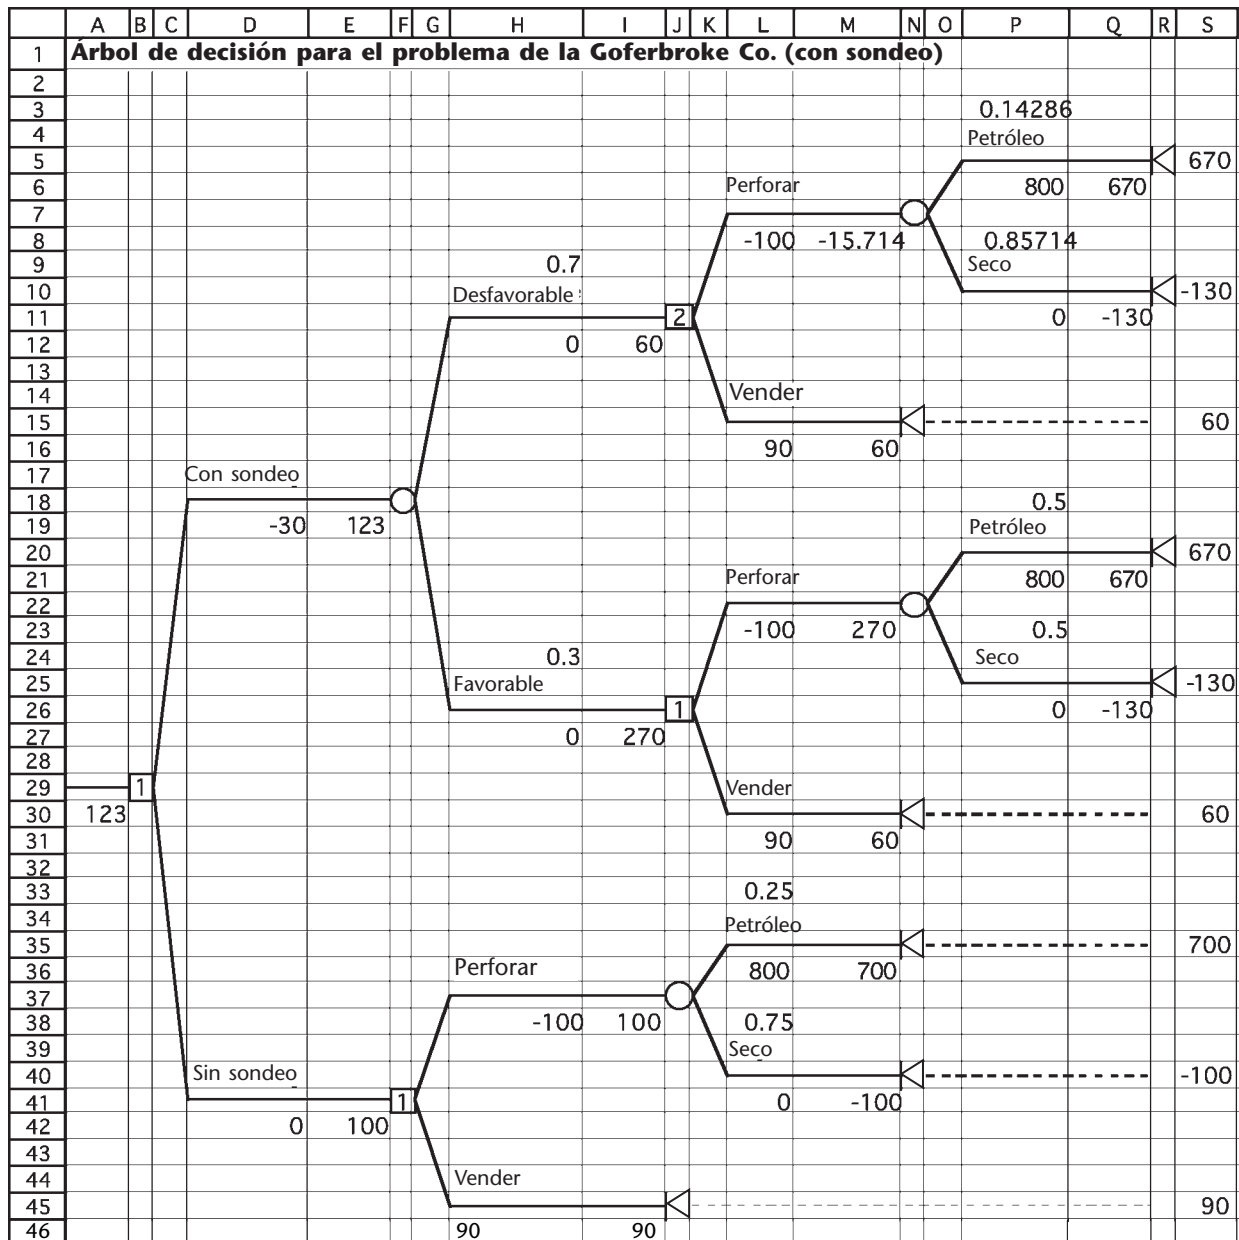 A B C D E F G H I J K L M N O P Q R S
1 Árbol de decisión para el problema de la Goferbroke Co. (con sondeo)
2
3 0.14286
4 Petróleo
5 670
6 Perforar 800 670
7
8 -100 -15.714 0.85714
9 0.7 Seco
10 Desfavorable -130
11 2 0 -130
12 0 60
13
14 Vender
15 60
16 90 60
17 Con sondeo
18 0.5
19 -30 123 Petróleo
20 670
21 Perforar 800 670
22
23 -100 270 0.5
24 0.3 Seco
25 Favorable -130
26 1 0 -130
27 0 270
28
29 1 Vender
30 123 60
31 90 60
32
33 0.25
34 Petróleo
35 700
36 Perforar 800 700
37
38 -100 100 0.75
39 Seco
40 Sin sondeo -100
41 1 0 -100
42 0 100
43
44 Vender
45 90
46 90 90